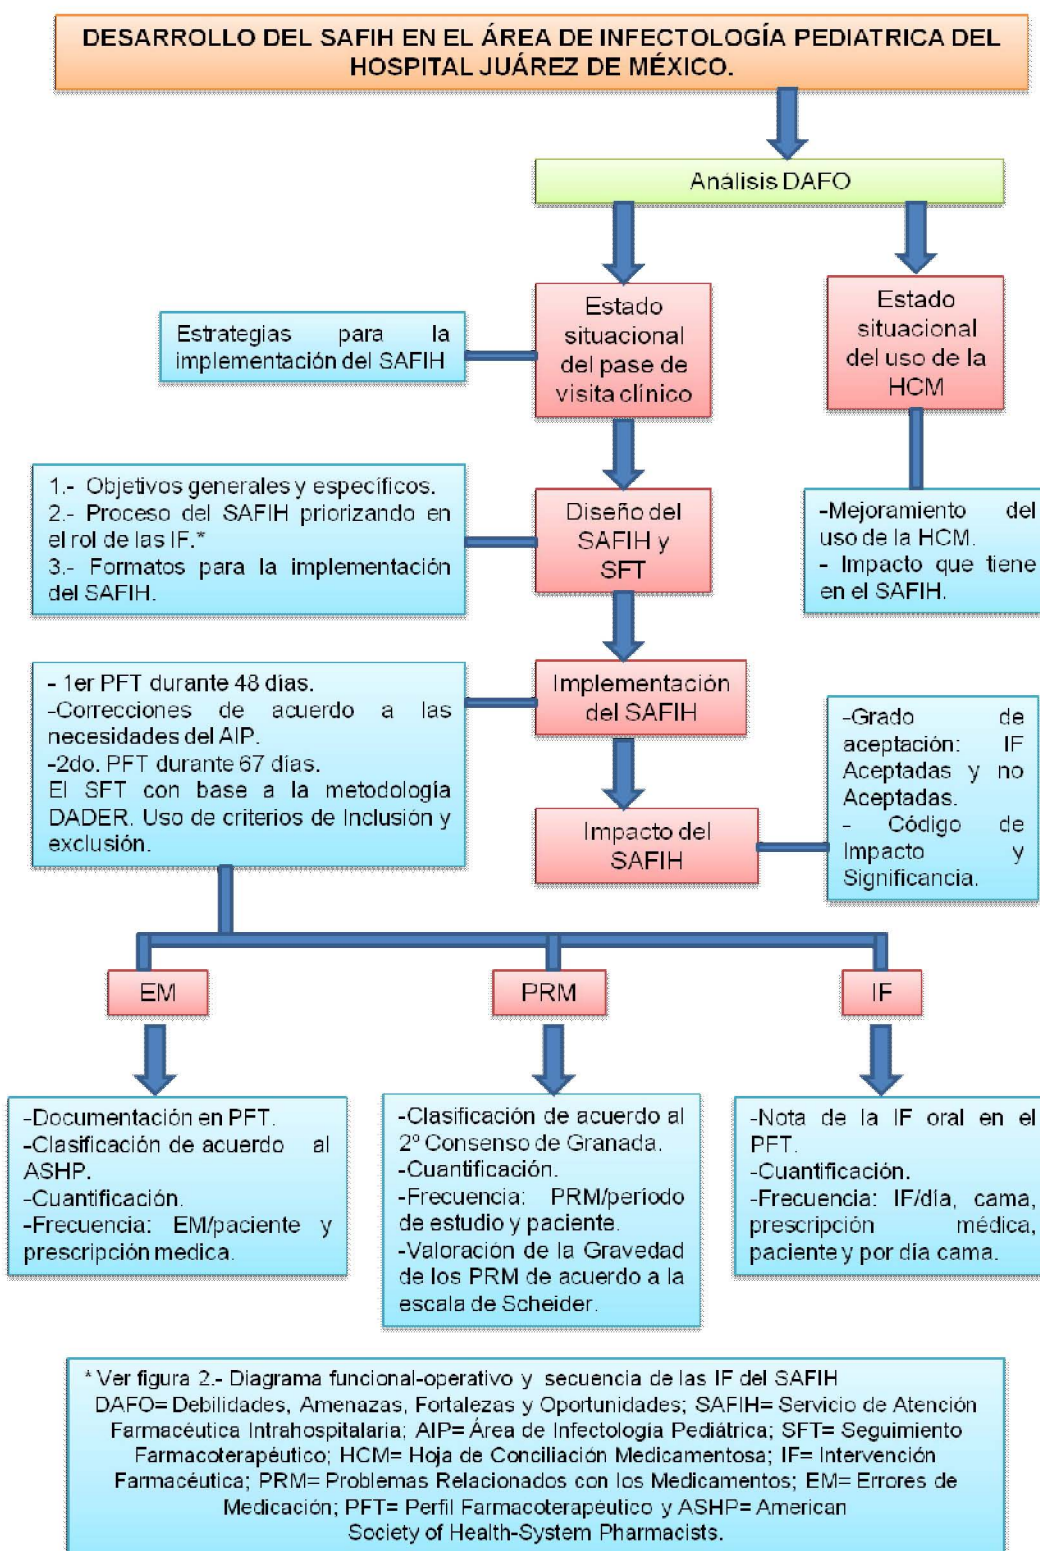 DESARROLLO DEL SAFIH EN EL ÁREA DE INFECTOLOGÍA PEDIATRICA DEL
HOSPITAL JUÁREZ DE MÉXICO.
Análisis DAFO
Estrategias para la
implementación del SAFIH
Estado
situacional
del pase de
visita clínico
Estado
situacional
del uso de la
HCM
1.- Objetivos generales y específicos.
2.- Proceso del SAFIH priorizando en
el rol de las IF.*
3.- Formatos para la implementación
del SAFIH.
Diseño del
SAFIH y
SFT
-Mejoramiento del
uso de la HCM.
- Impacto que tiene
en el SAFIH.
- 1er PFT durante 48 días.
-Correcciones de acuerdo a las
necesidades del AIP.
-2do. PFT durante 67 días.
El SFT con base a la metodología
DADER. Uso de criterios de Inclusión y
exclusión.
Implementación
del SAFIH
Impacto del
SAFIH
-Grado de
aceptación: IF
Aceptadas y no
Aceptadas.
- Código de
Impacto y
Significancia.
EM
PRM
IF
-Documentación en PFT.
-Clasificación de acuerdo al
ASHP.
-Cuantificación.
-Frecuencia: EM/paciente y
prescripción medica.
-Clasificación de acuerdo al
2º Consenso de Granada.
-Cuantificación.
-Frecuencia: PRM/período
de estudio y paciente.
-Valoración de la Gravedad
de los PRM de acuerdo a la
escala de Scheider.
-Nota de la IF oral en el
PFT.
-Cuantificación.
-Frecuencia: IF/día, cama,
prescripción médica,
paciente y por día cama.
* Ver figura 2.- Diagrama funcional-operativo y secuencia de las IF del SAFIH
DAFO= Debilidades, Amenazas, Fortalezas y Oportunidades; SAFIH= Servicio de Atención
Farmacéutica Intrahospitalaria; AIP= Área de Infectología Pediátrica; SFT= Seguimiento
Farmacoterapéutico; HCM= Hoja de Conciliación Medicamentosa; IF= Intervención
Farmacéutica; PRM= Problemas Relacionados con los Medicamentos; EM= Errores de
Medicación; PFT= Perfil Farmacoterapéutico y ASHP= American
Society of Health-System Pharmacists.